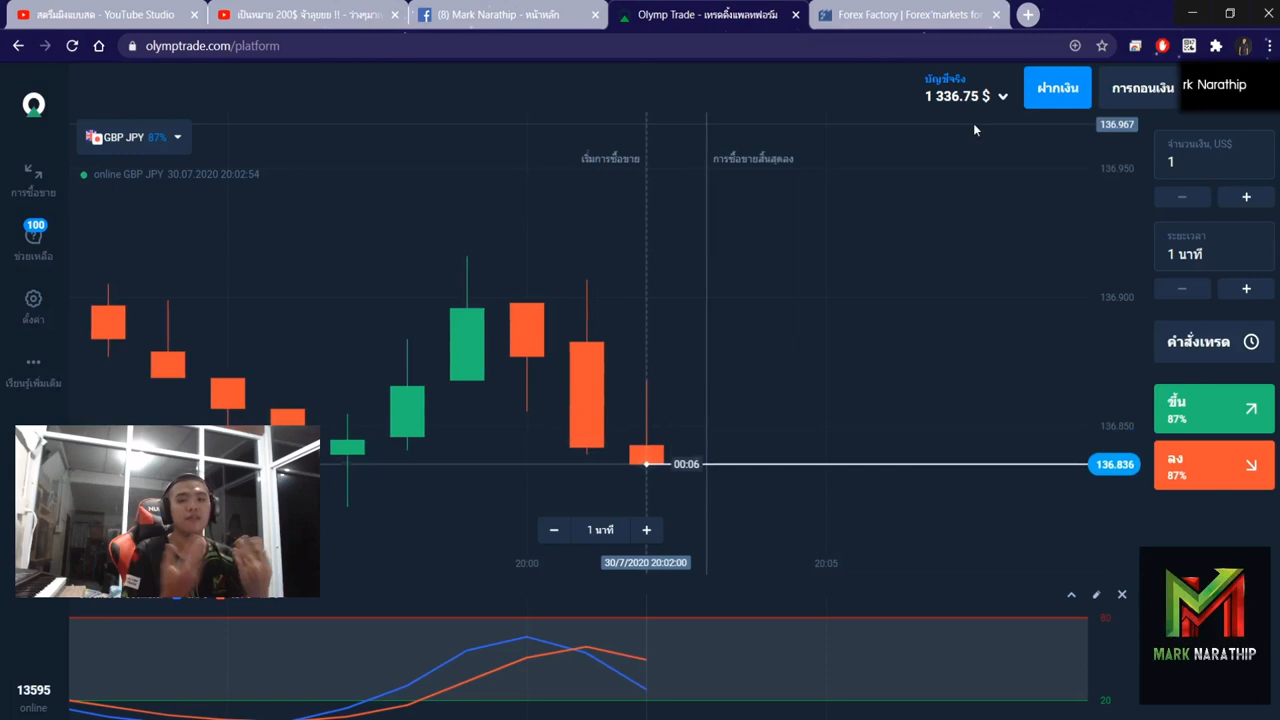 สตรีมมิงแบบสด - YouTube Studio
เป็นหมาย 200$ จ้าลุยยย !! - ว่างๆมา
(8) Mark Narathip - หน้าหลัก
Olymp Trade - เทรดดิ้งแพลทฟอร์ม
Forex Factory | Forex markets for
olymptrade.com/platform
บัญชีจริง
1 336.75 $
ฝากเงิน
การถอนเงิน
rk Narathip
GBP JPY 87%
online GBP JPY 30.07.2020 20:02:54
เริ่มการซื้อขาย
การซื้อขายสิ้นสุดลง
136.967
136.950
136.900
136.850
136.836
การซื้อขาย
100
ช่วยเหลือ
ตั้งค่า
เรียนรู้เพิ่มเติม
จำนวนเงิน, US$
1
ระยะเวลา
1 นาที
คำสั่งเทรด
ขึ้น
87%
ลง
87%
00:06
1 นาที
20:00
30/7/2020 20:02:00
20:05
80
20
MARK NARATHIP
13595
online